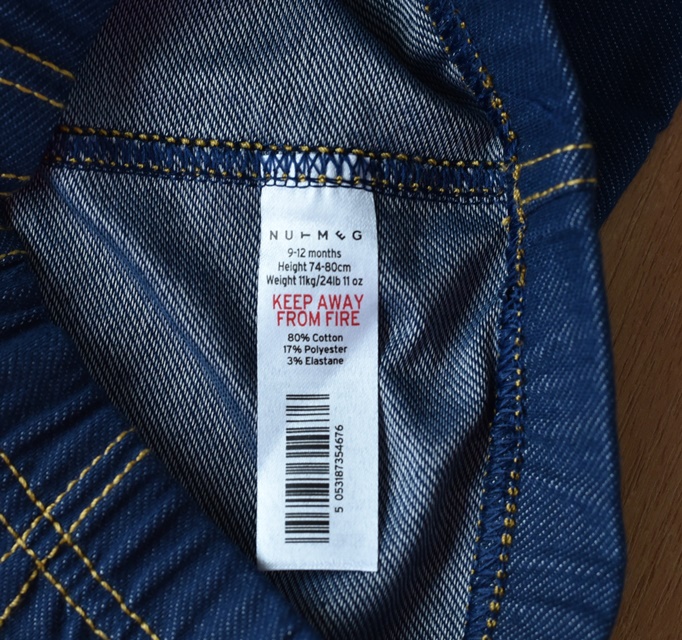 NUTMEG
9-12 months
Height 74-80cm
Weight 11kg/24lb 11 oz
KEEP AWAY
FROM FIRE
80% Cotton
17% Polyester
3% Elastane
5 053187354676